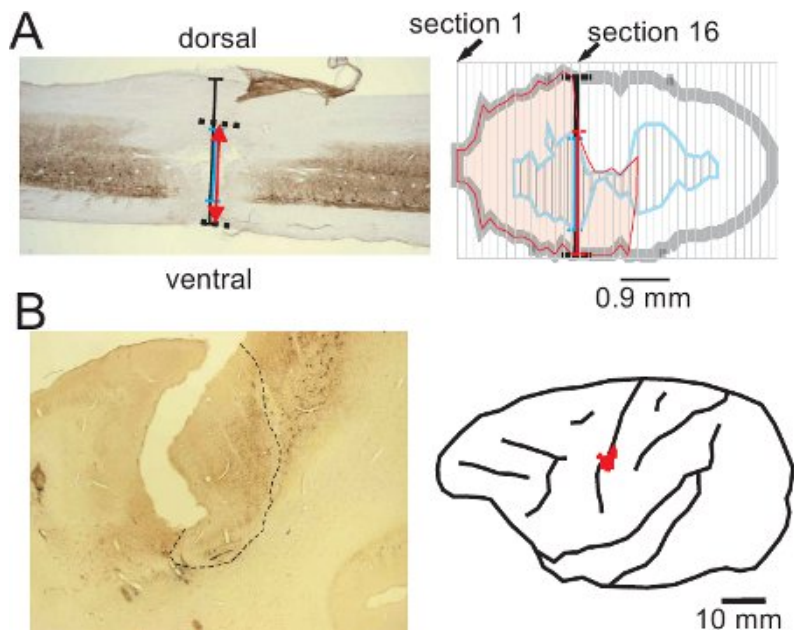 A
dorsal
section 1
section 16
ventral
0.9 mm
B
10 mm